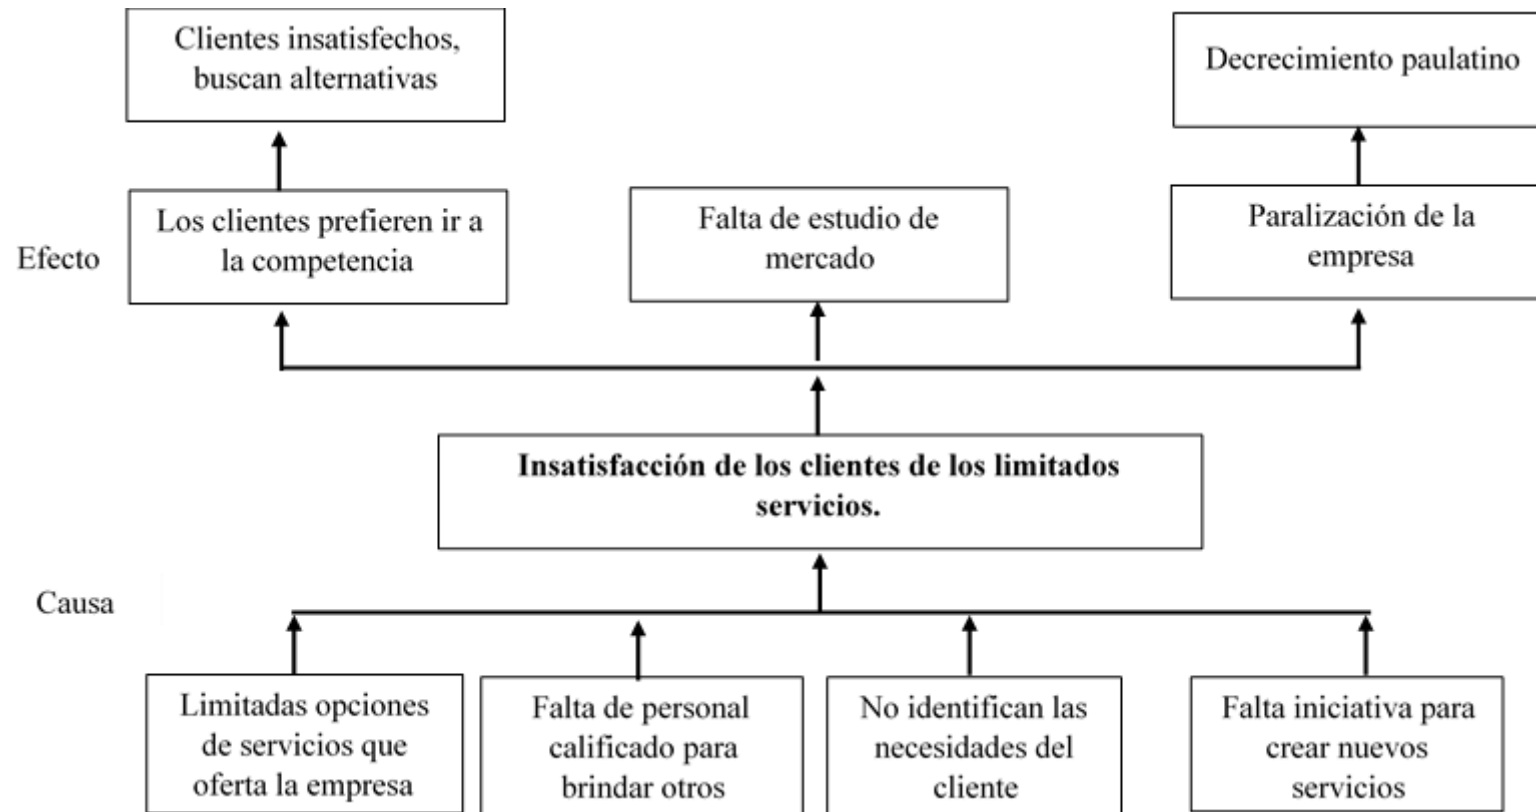 Clientes insatisfechos,
buscan alternativas
Decrecimiento paulatino
Efecto
Los clientes prefieren ir a
la competencia
Falta de estudio de
mercado
Paralización de la
empresa
Insatisfacción de los clientes de los limitados
servicios.
Causa
Limitadas opciones
de servicios que
oferta la empresa
Falta de personal
calificado para
brindar otros
No identifican las
necesidades del
cliente
Falta iniciativa para
crear nuevos
servicios